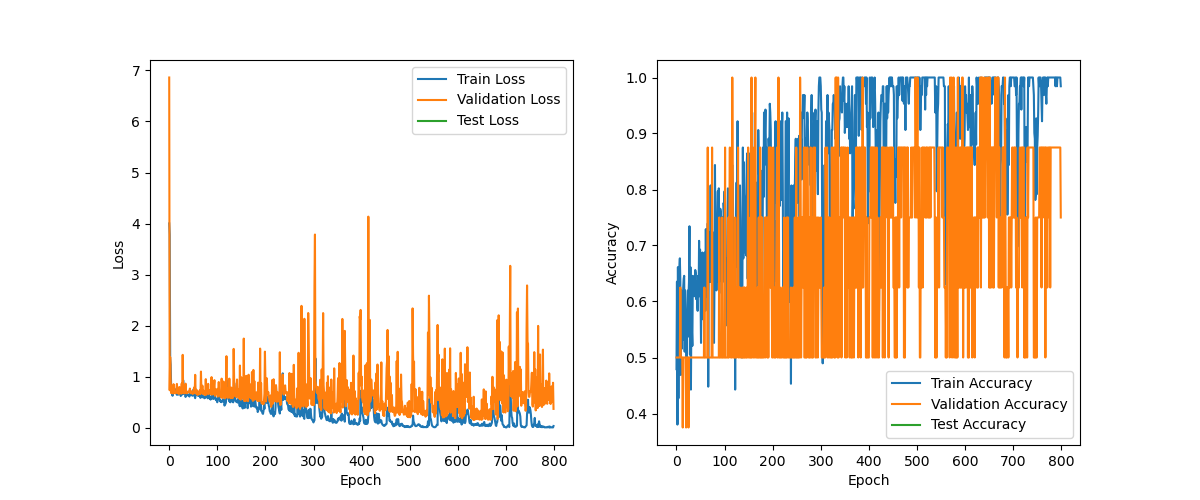 7
6
5
4
3
2
1
0
Loss
0 100 200 300 400 500 600 700 800
Epoch
Train Loss
Validation Loss
Test Loss
1.0
0.9
0.8
0.7
0.6
0.5
0.4
Accuracy
0 100 200 300 400 500 600 700 800
Epoch
Train Accuracy
Validation Accuracy
Test Accuracy